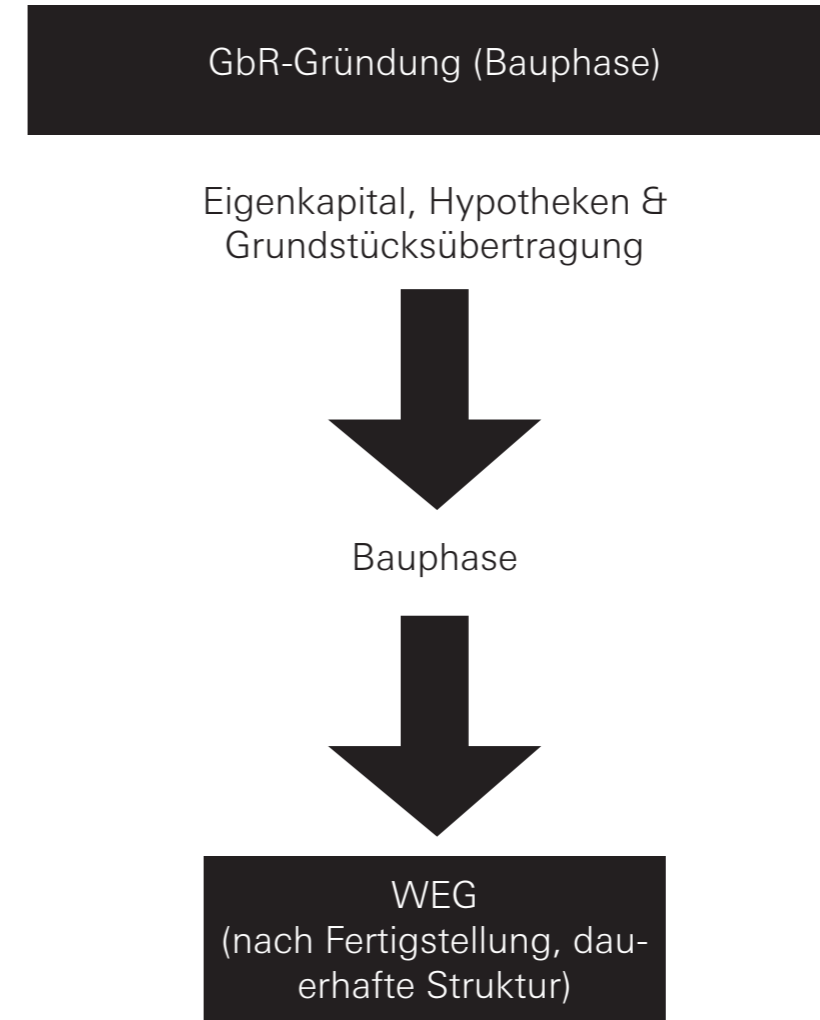 GbR-Gründung (Bauphase)
Eigenkapital, Hypotheken &
Grundstücksübertragung
Bauphase
WEG
(nach Fertigstellung, dau-
erhafte Struktur)